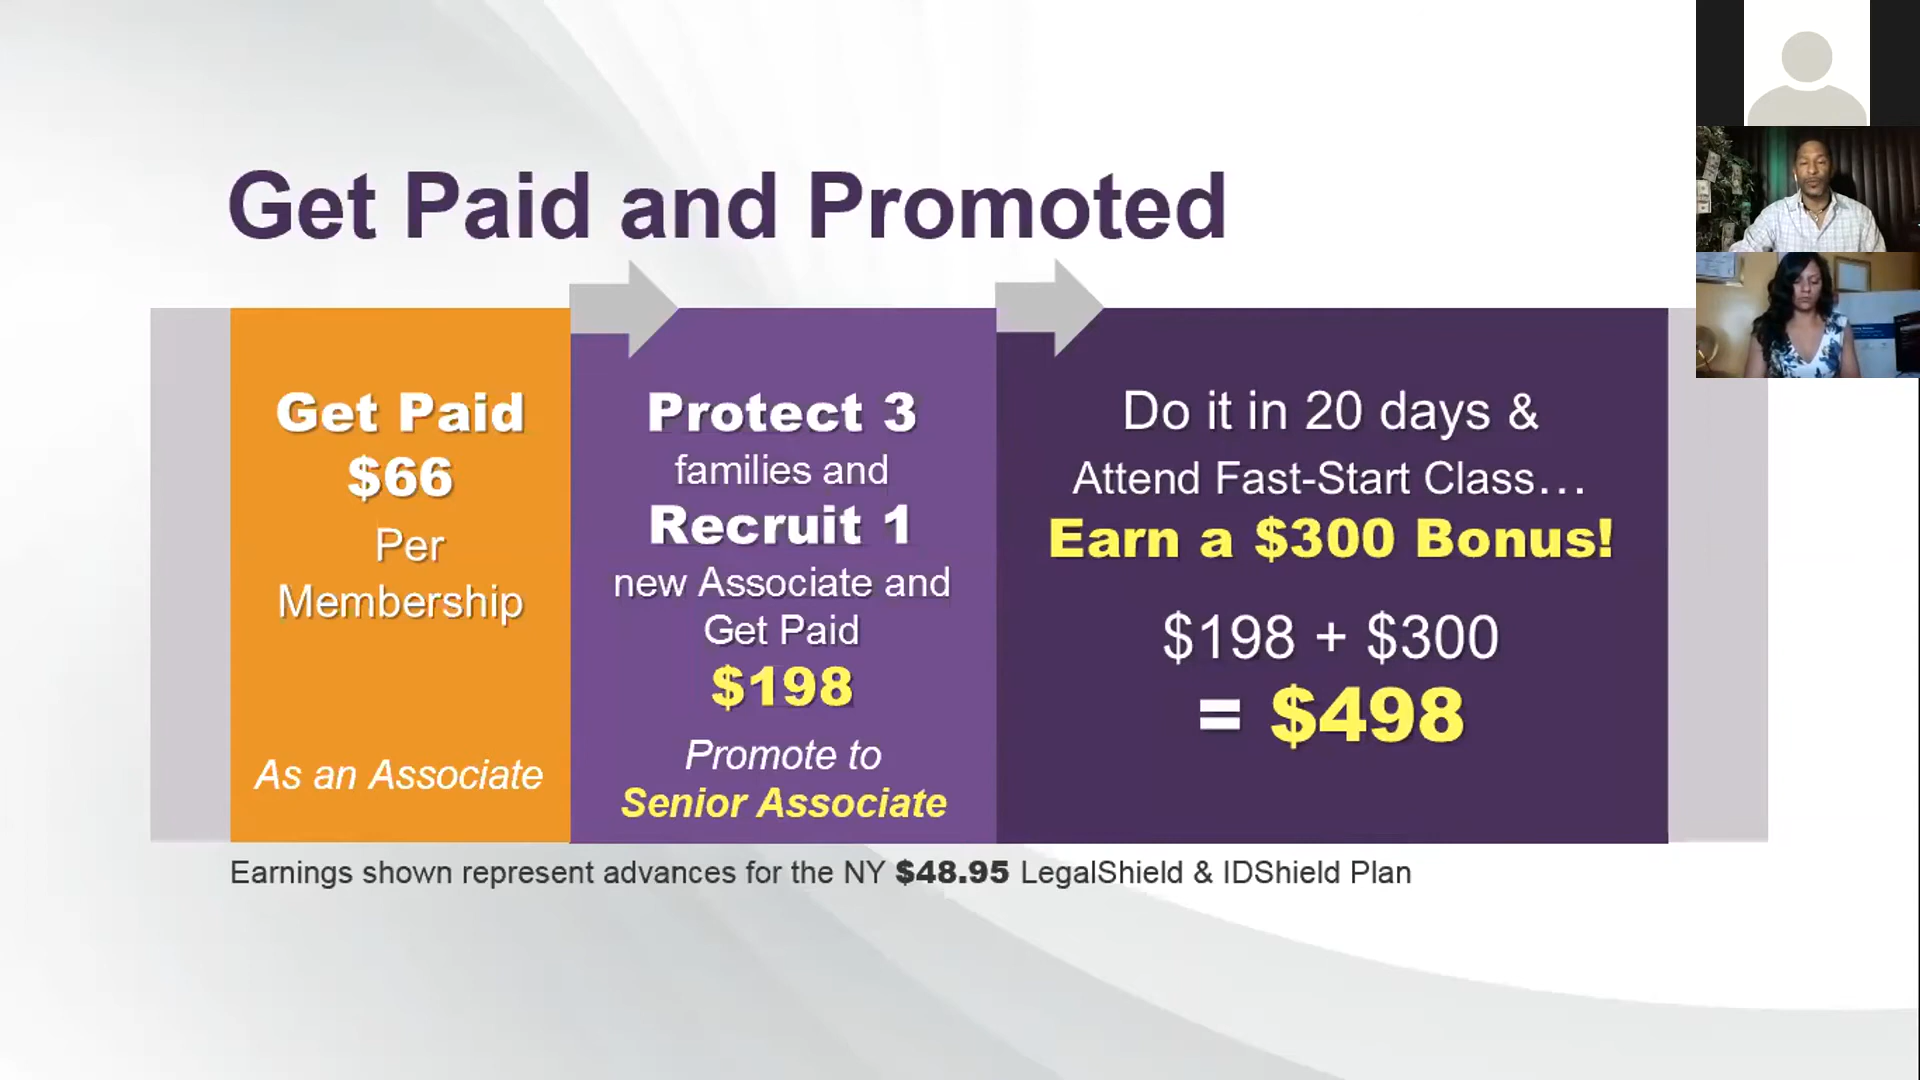 Get Paid and Promoted
Get Paid
$66
Per
Membership
As an Associate
Protect 3
families and
Recruit 1
new Associate and
Get Paid
$198
Promote to
Senior Associate
Do it in 20 days &
Attend Fast-Start Class…
Earn a $300 Bonus!
$198 + $300
= $498
Earnings shown represent advances for the NY $48.95 LegalShield & IDShield Plan